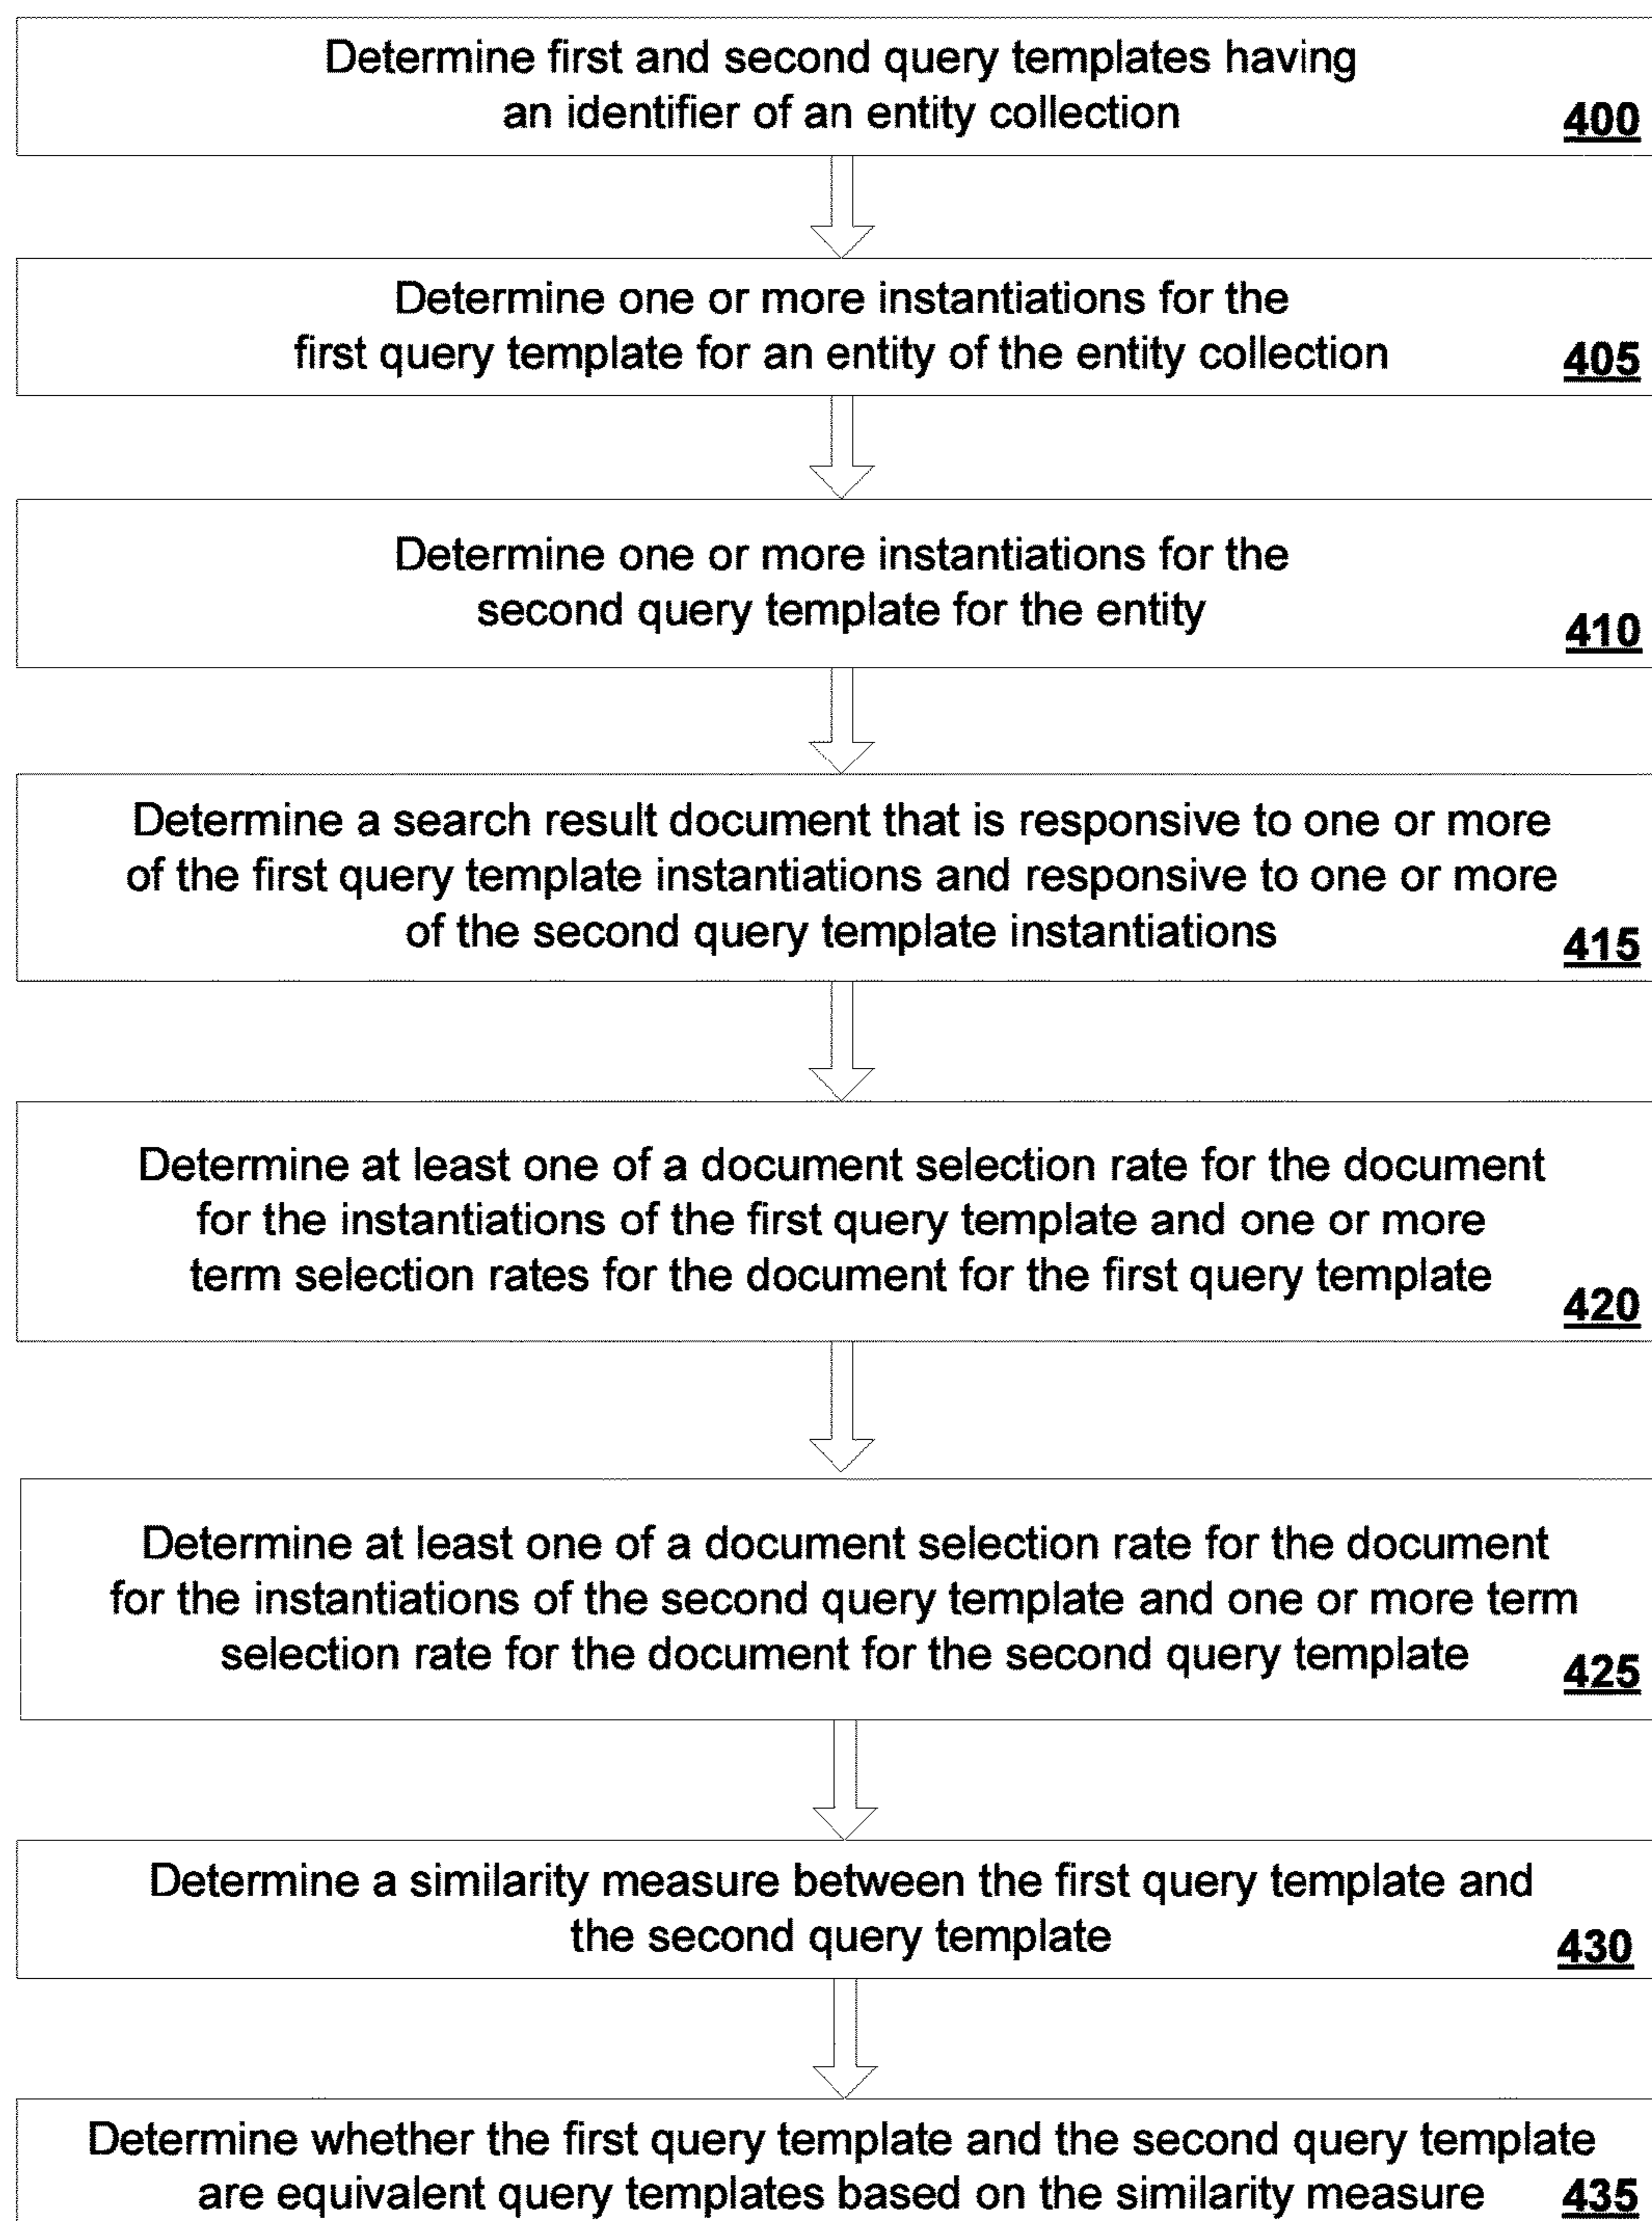 Determine first and second query templates having
an identifier of an entity collection
400
Determine one or more instantiations for the
first query template for an entity of the entity collection
405
Determine one or more instantiations for the
second query template for the entity
410
Determine a search result document that is responsive to one or more
of the first query template instantiations and responsive to one or more
of the second query template instantiations
415
Determine at least one of a document selection rate for the document
for the instantiations of the first query template and one or more
term selection rates for the document for the first query template
420
Determine at least one of a document selection rate for the document
for the instantiations of the second query template and one or more term
selection rate for the document for the second query template
425
Determine a similarity measure between the first query template and
the second query template
430
Determine whether the first query template and the second query template
are equivalent query templates based on the similarity measure
435